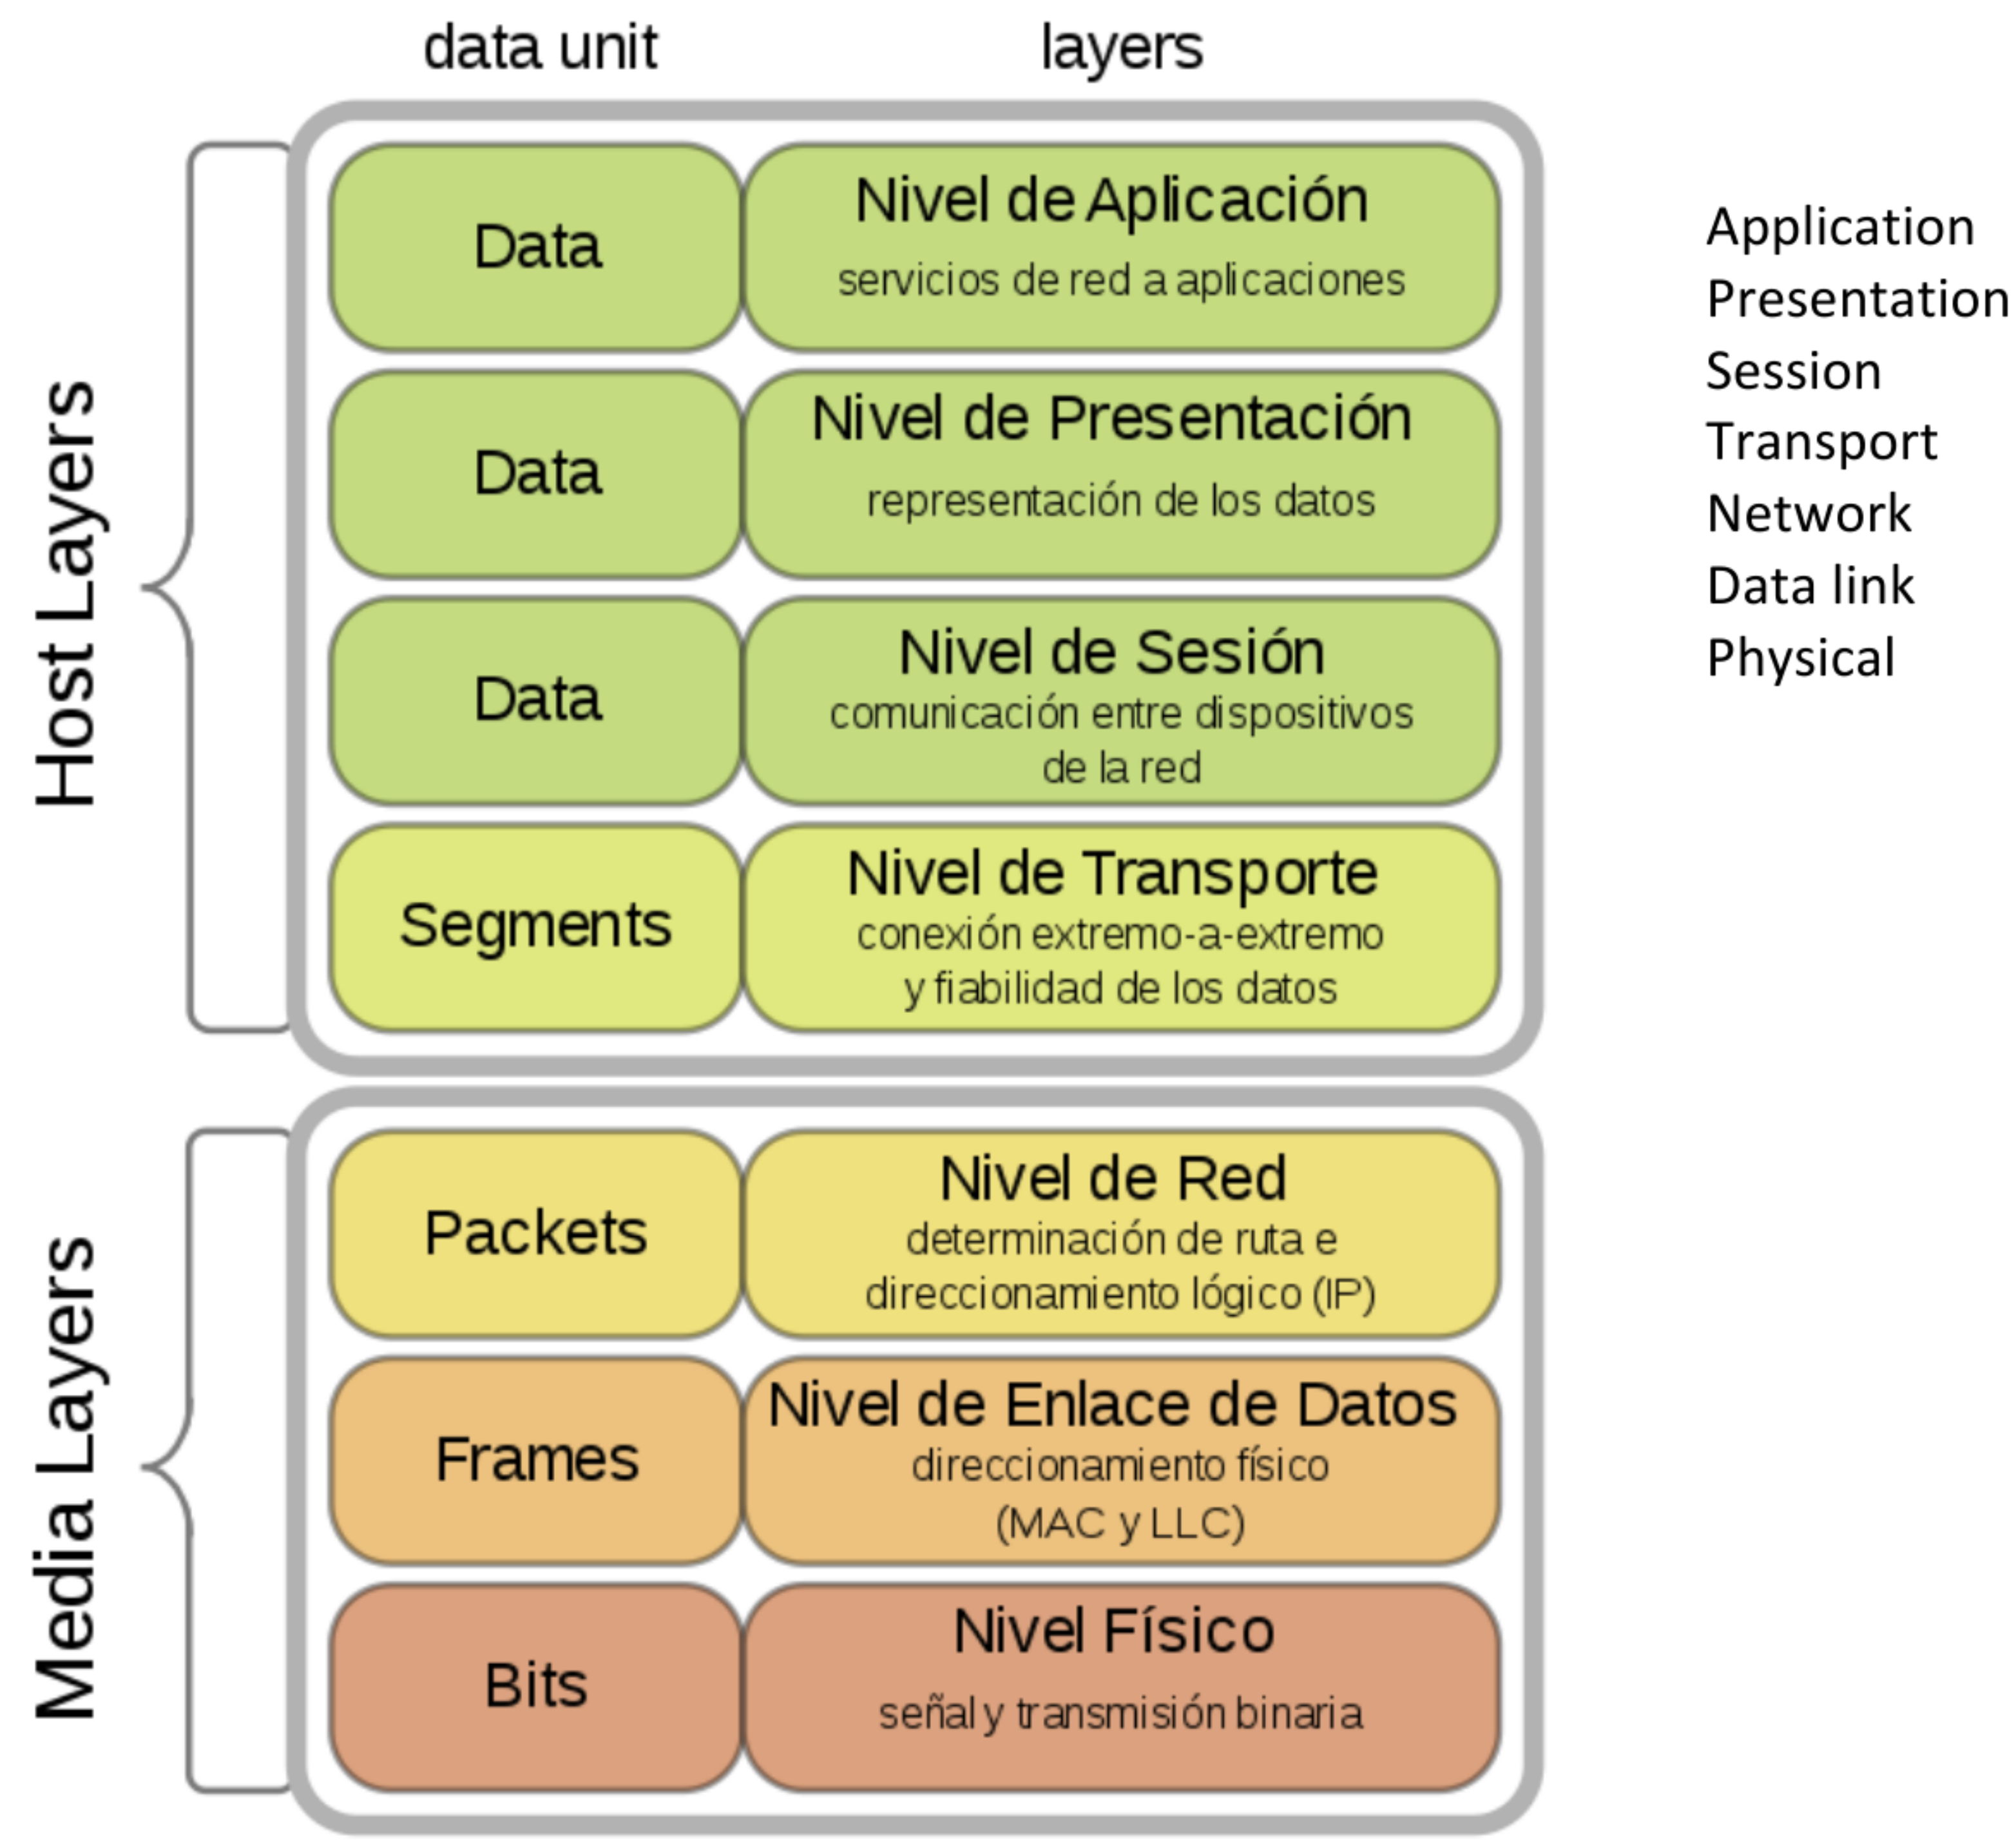 data unit
layers
Host Layers
Data
Nivel de Aplicación
servicios de red a aplicaciones
Data
Nivel de Presentación
representación de los datos
Data
Nivel de Sesión
comunicación entre dispositivos
de la red
Segments
Nivel de Transporte
conexión extremo-a-extremo
y fiabilidad de los datos
Media Layers
Packets
Nivel de Red
determinación de ruta e
direccionamiento lógico (IP)
Frames
Nivel de Enlace de Datos
direccionamiento físico
(MAC y LLC)
Bits
Nivel Físico
señal y transmisión binaria
Application
Presentation
Session
Transport
Network
Data link
Physical